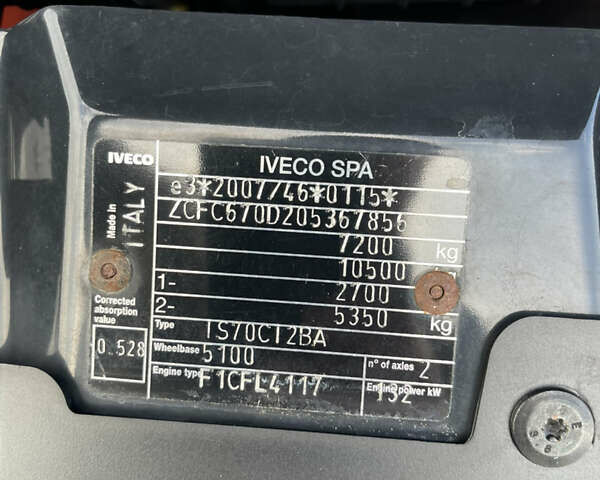 IVECO
IVECO SPA
e3*2007/46*0115*
ZCFC670D205367856
7200 kg
10500
1- 2700
2- 5350 kg
Made in ITALY
Corrected absorption value
0.528
Type IS70CI2BA
Wheelbase 5100 n° of axles 2
Engine type F1CFL4117 Engine power kW 132